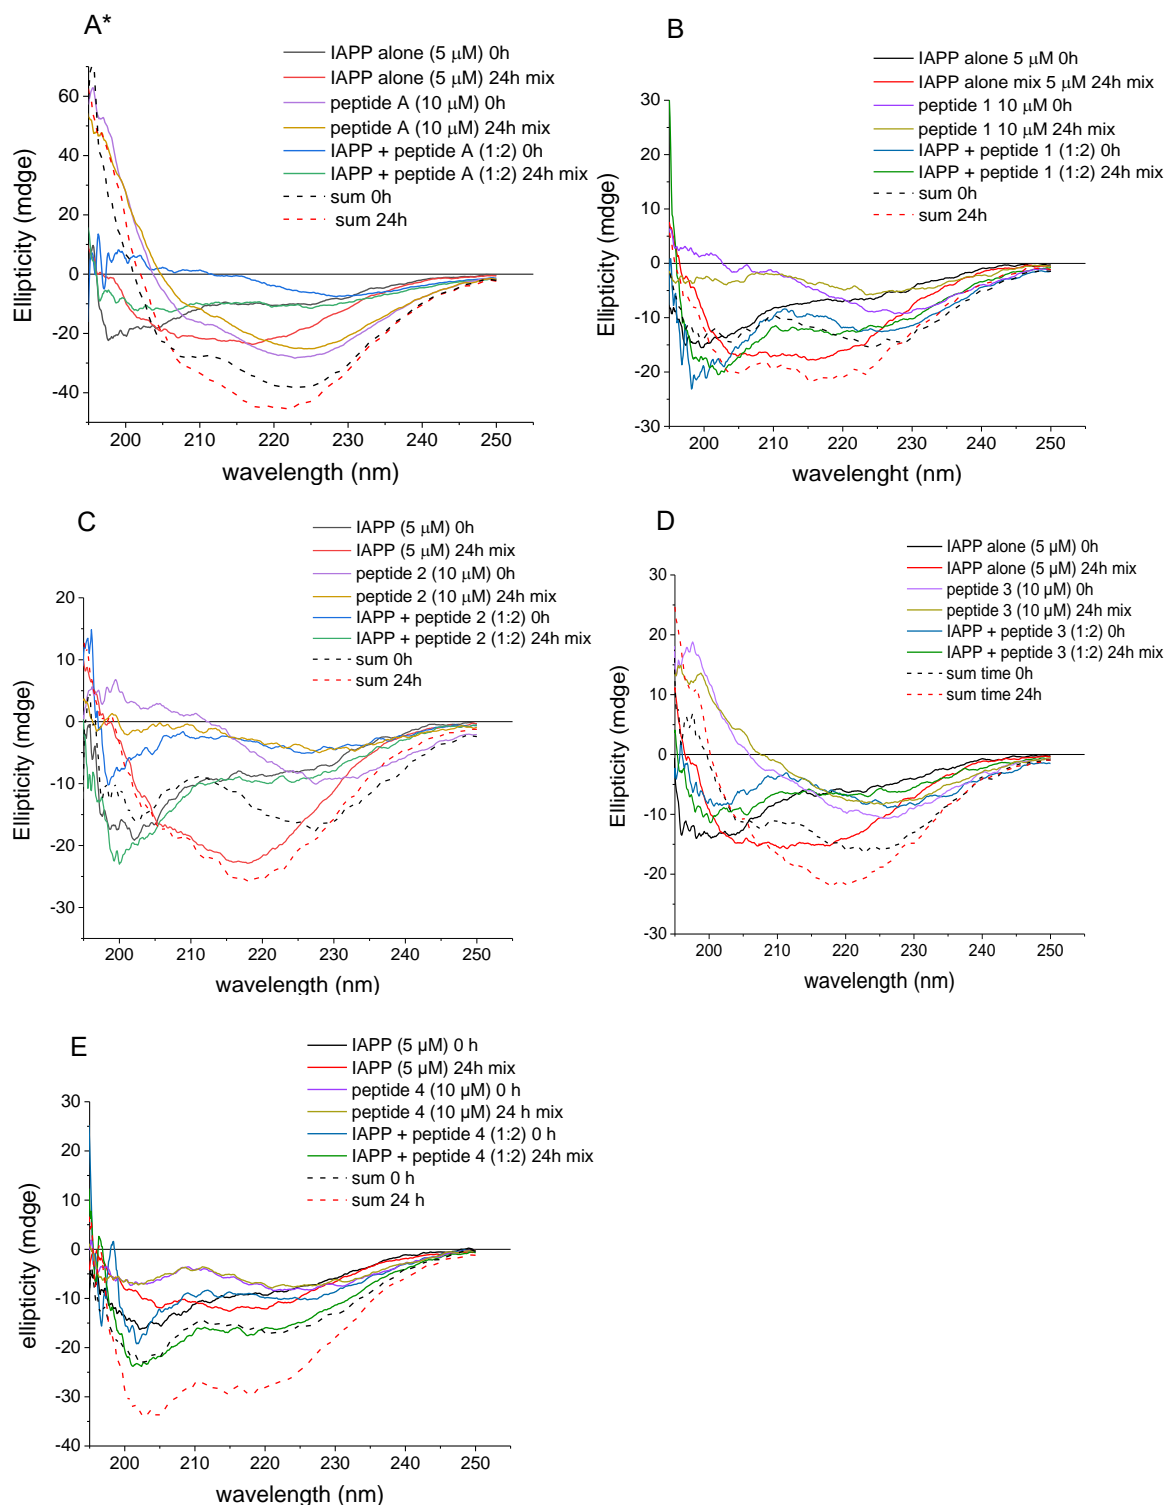 A*
IAPP alone (5 μM) 0h
IAPP alone (5 μM) 24h mix
peptide A (10 μM) 0h
peptide A (10 μM) 24h mix
IAPP + peptide A (1:2) 0h
IAPP + peptide A (1:2) 24h mix
sum 0h
sum 24h
Ellipticity (mdge)
60
40
20
0
-20
-40
200
210
220
230
240
250
wavelength (nm)
B
IAPP alone 5 μM 0h
IAPP alone mix 5 μM 24h mix
peptide 1 10 μM 0h
peptide 1 10 μM 24h mix
IAPP + peptide 1 (1:2) 0h
IAPP + peptide 1 (1:2) 24h mix
sum 0h
sum 24h
Ellipticity (mdge)
30
20
10
0
-10
-20
-30
200
210
220
230
240
250
wavelenght (nm)
C
IAPP (5 μM) 0h
IAPP (5 μM) 24h mix
peptide 2 (10 μM) 0h
peptide 2 (10 μM) 24h mix
IAPP + peptide 2 (1:2) 0h
IAPP + peptide 2 (1:2) 24h mix
sum 0h
sum 24h
Ellipticity (mdge)
20
10
0
-10
-20
-30
200
210
220
230
240
250
wavelength (nm)
D
IAPP alone (5 μM) 0h
IAPP alone (5 μM) 24h mix
peptide 3 (10 μM) 0h
peptide 3 (10 μM) 24h mix
IAPP + peptide 3 (1:2) 0h
IAPP + peptide 3 (1:2) 24h mix
sum time 0h
sum time 24h
Ellipticity (mdge)
30
20
10
0
-10
-20
-30
200
210
220
230
240
250
wavelength (nm)
E
IAPP (5 μM) 0 h
IAPP (5 μM) 24h mix
peptide 4 (10 μM) 0 h
peptide 4 (10 μM) 24 h mix
IAPP + peptide 4 (1:2) 0 h
IAPP + peptide 4 (1:2) 24h mix
sum 0 h
sum 24 h
ellipticity (mdge)
30
20
10
0
-10
-20
-30
-40
200
210
220
230
240
250
wavelength (nm)